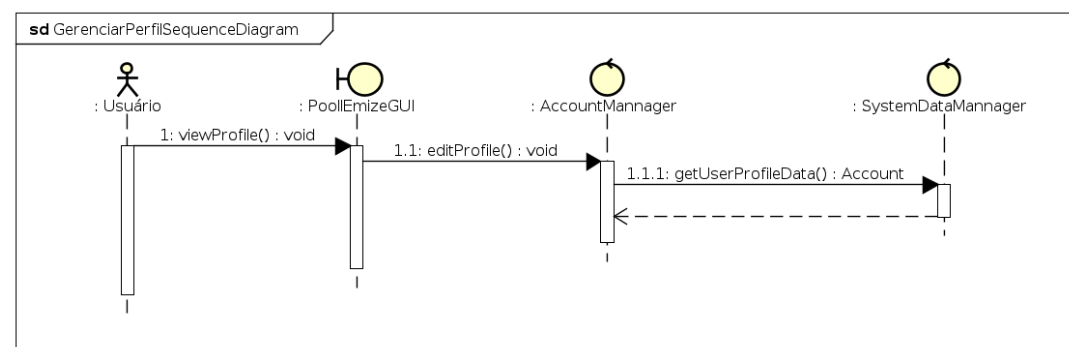 sd GerenciarPerfilSequenceDiagram
: Usuário
: PoollEmizeGUI
: AccountMannager
: SystemDataMannager
1: viewProfile() : void
1.1: editProfile() : void
1.1.1: getUserProfileData() : Account